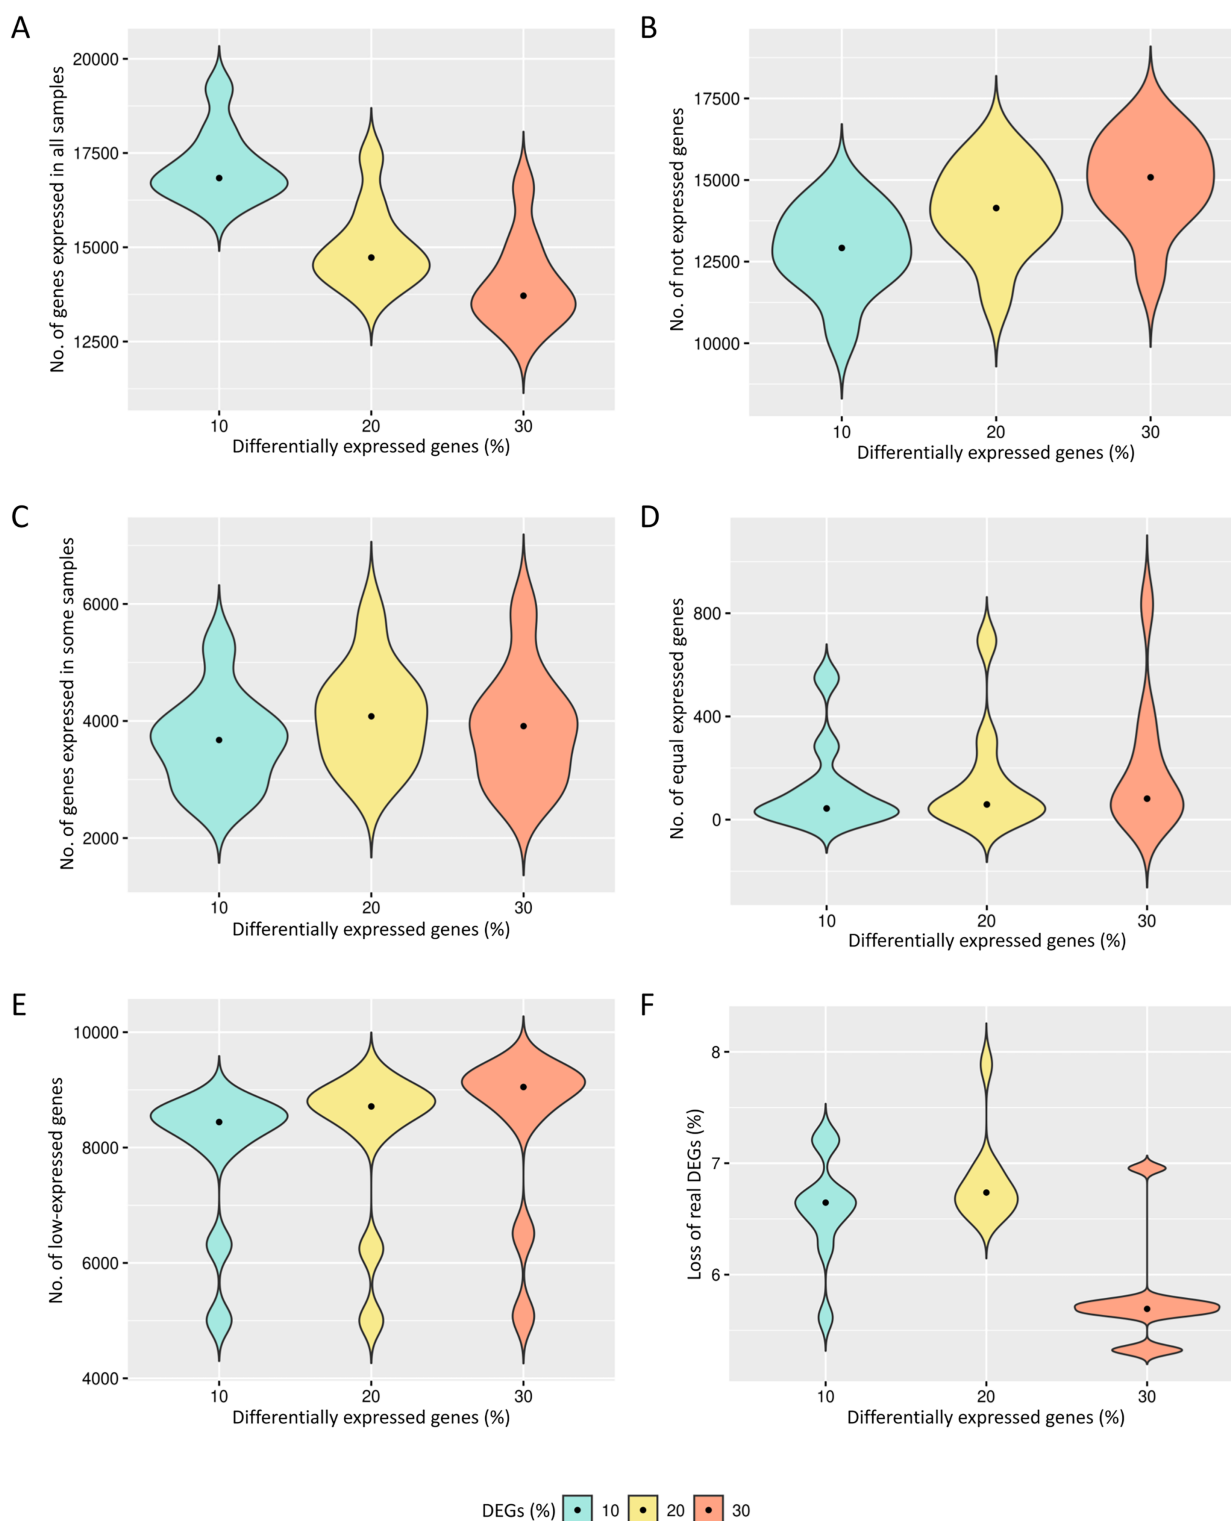 A
No. of genes expressed in all samples
20000
17500
15000
12500
10
20
30
Differentially expressed genes (%)
B
No. of not expressed genes
17500
15000
12500
10000
10
20
30
Differentially expressed genes (%)
C
No. of genes expressed in some samples
6000
4000
2000
10
20
30
Differentially expressed genes (%)
D
No. of equal expressed genes
800
400
0
10
20
30
Differentially expressed genes (%)
E
No. of low-expressed genes
10000
8000
6000
4000
10
20
30
Differentially expressed genes (%)
F
Loss of real DEGs (%)
8
7
6
10
20
30
Differentially expressed genes (%)
DEGs (%) 10 20 30